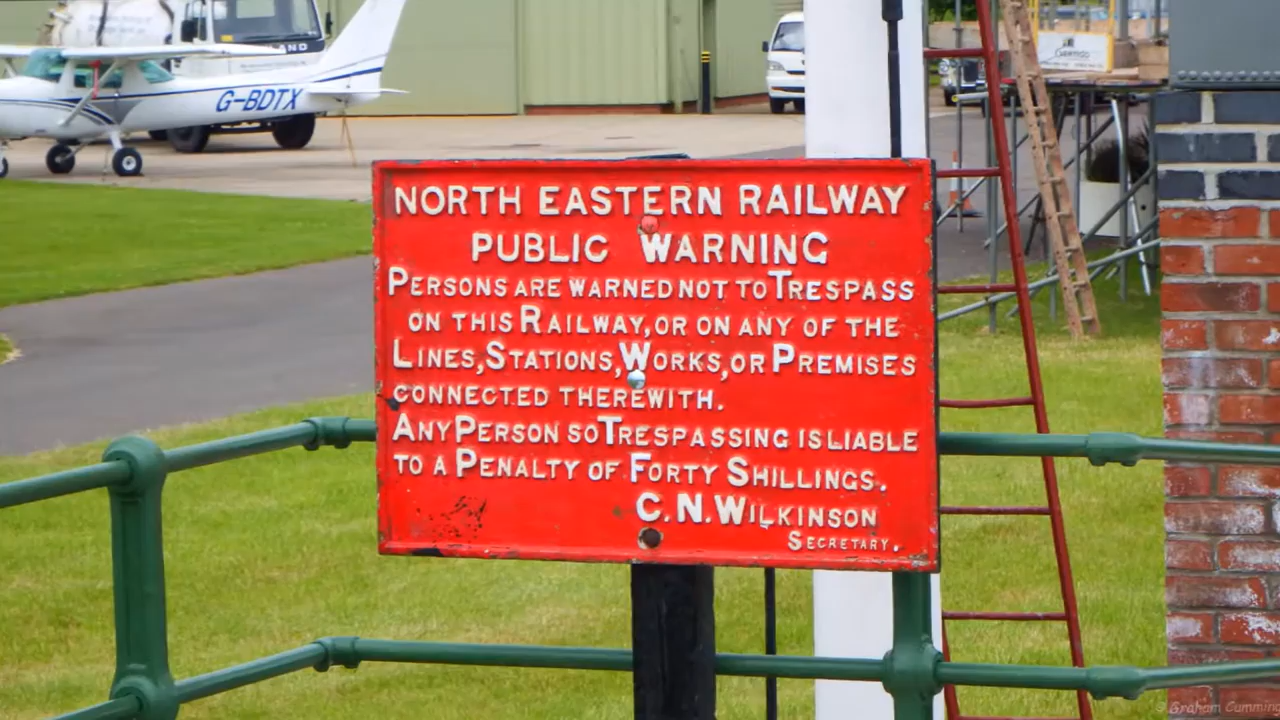 G-BDTX
NORTH EASTERN RAILWAY
PUBLIC WARNING
PERSONS ARE WARNED NOT TO TRESPASS
ON THIS RAILWAY, OR ON ANY OF THE
LINES, STATIONS, WORKS, OR PREMISES
CONNECTED THEREWITH.
ANY PERSON SO TRESPASSING IS LIABLE
TO A PENALTY OF FORTY SHILLINGS.
C.N. WILKINSON
SECRETARY.
© Graham Cumming